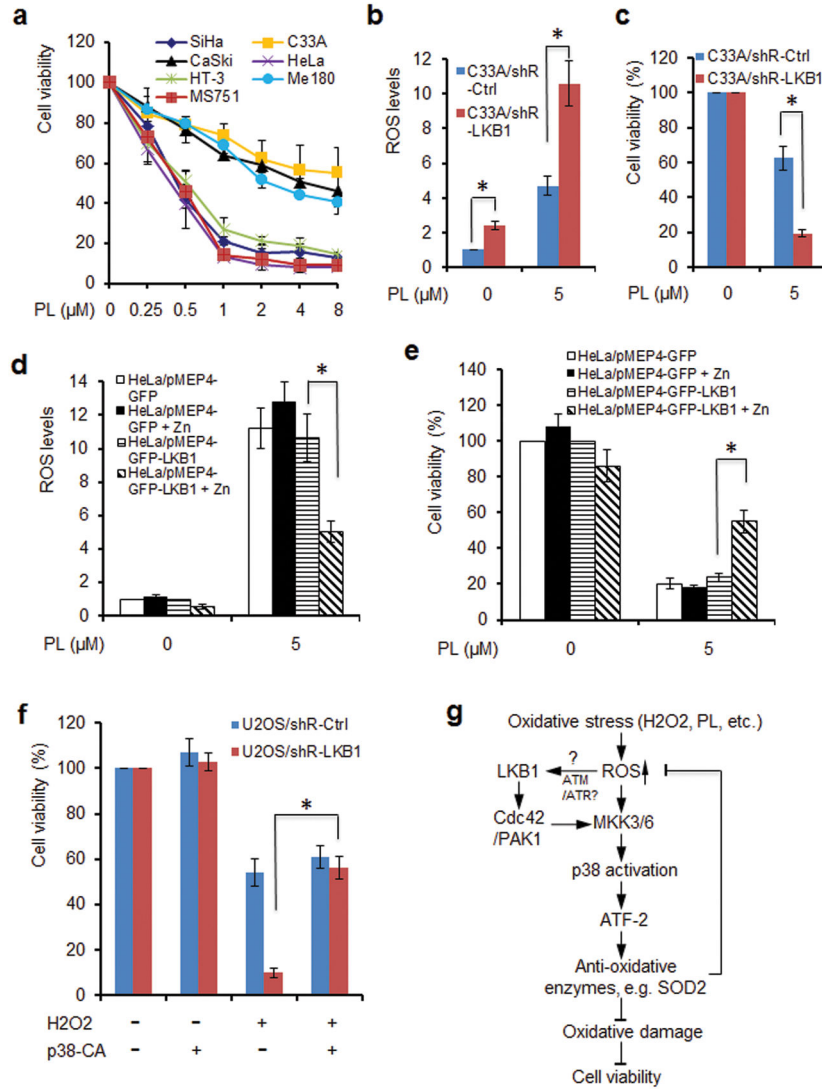 a
Cell viability
SiHa
C33A
CaSki
HeLa
HT-3
Me180
MS751
120
100
80
60
40
20
0
PL (µM) 0 0.25 0.5 1 2 4 8
b
ROS levels
12
10
8
6
4
2
0
C33A/shR
-Ctrl
C33A/shR
-LKB1
*
*
PL (µM) 0 5
c
Cell viability (%)
C33A/shR-Ctrl
C33A/shR-LKB1
120
100
80
60
40
20
0
*
PL (µM) 0 5
d
ROS levels
14
12
10
8
6
4
2
0
HeLa/pMEP4-
GFP
HeLa/pMEP4-
GFP + Zn
HeLa/pMEP4-
GFP-LKB1
HeLa/pMEP4-
GFP-LKB1 + Zn
*
PL (µM) 0 5
e
Cell viability (%)
HeLa/pMEP4-GFP
HeLa/pMEP4-GFP + Zn
HeLa/pMEP4-GFP-LKB1
HeLa/pMEP4-GFP-LKB1 + Zn
140
120
100
80
60
40
20
0
*
PL (µM) 0 5
f
Cell viability (%)
U2OS/shR-Ctrl
U2OS/shR-LKB1
120
100
80
60
40
20
0
*
H2O2 − − + +
p38-CA − + − +
g
Oxidative stress (H2O2, PL, etc.)
LKB1 ? ROS
ATM
/ATR?
Cdc42
/PAK1
MKK3/6
p38 activation
ATF-2
Anti-oxidative
enzymes, e.g. SOD2
Oxidative damage
Cell viability